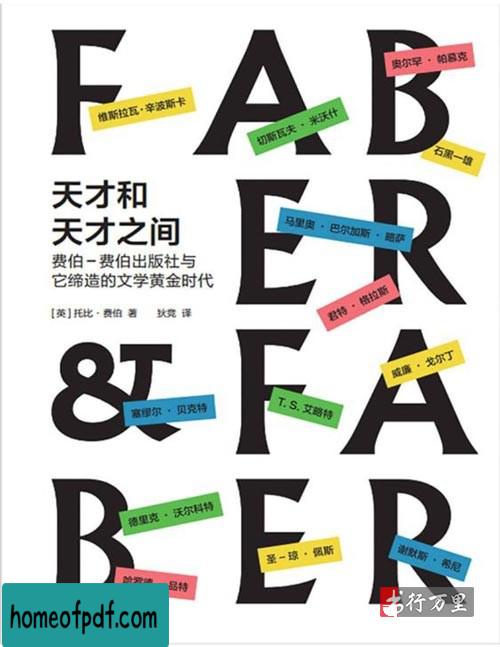 FAB
奥尔罕·帕慕克
维斯拉瓦·辛波斯卡
切斯瓦夫·米沃什
石黑一雄
天才和
天才之间
费伯-费伯出版社与
它缔造的文学黄金时代
[英]托比·费伯 著 狄竞 译
ER
马里奥·巴尔加斯·略萨
君特·格拉斯
&FA
威廉·戈尔丁
T. S. 艾略特
塞缪尔·贝克特
BER
德里克·沃尔科特
圣-琼·佩斯
谢默斯·希尼
哈罗德·品特
homeofpdf.com
书行万里